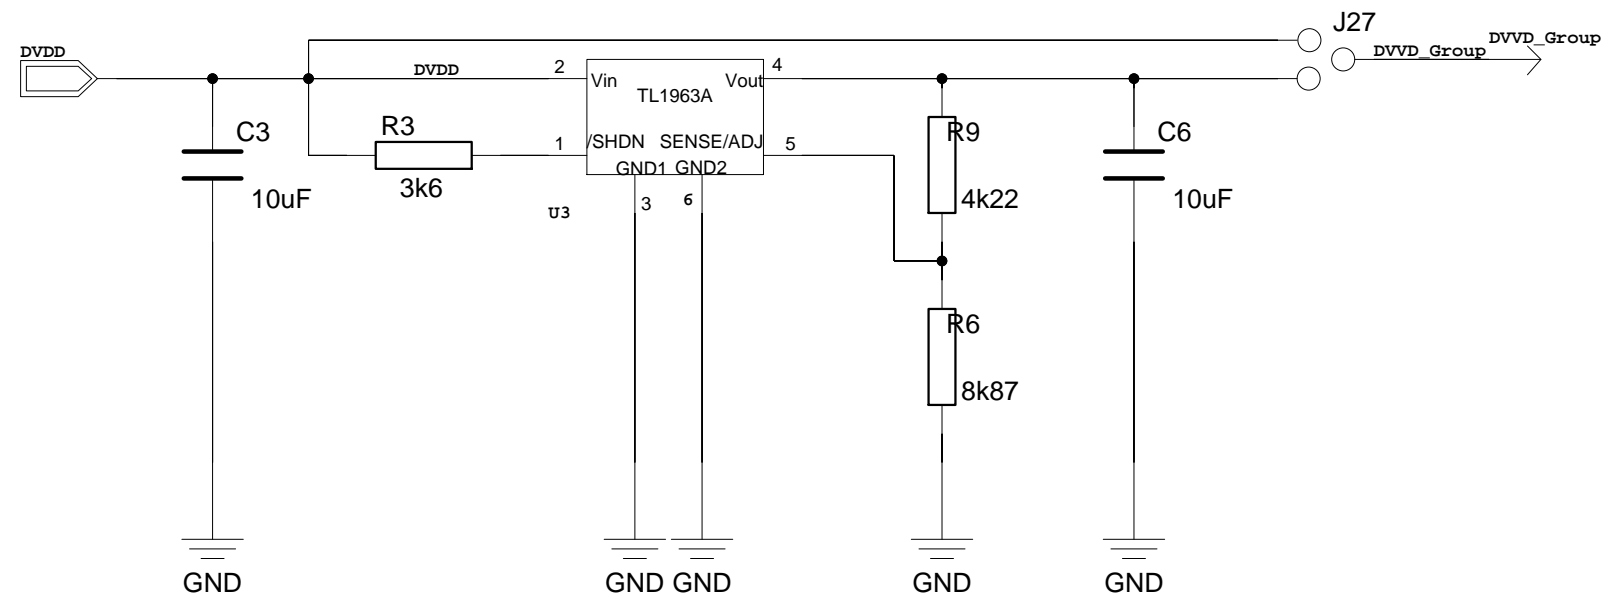 J27
DVVD_Group
DVDD
DVVD_Group
DVDD
2
4
Vin
Vout
TL1963A
C3
R3
1
/SHDN
SENSE/ADJ
5
R9
C6
GND1
GND2
10uF
3k6
U3
3
6
4k22
10uF
R6
8k87
GND
GND
GND
GND
GND